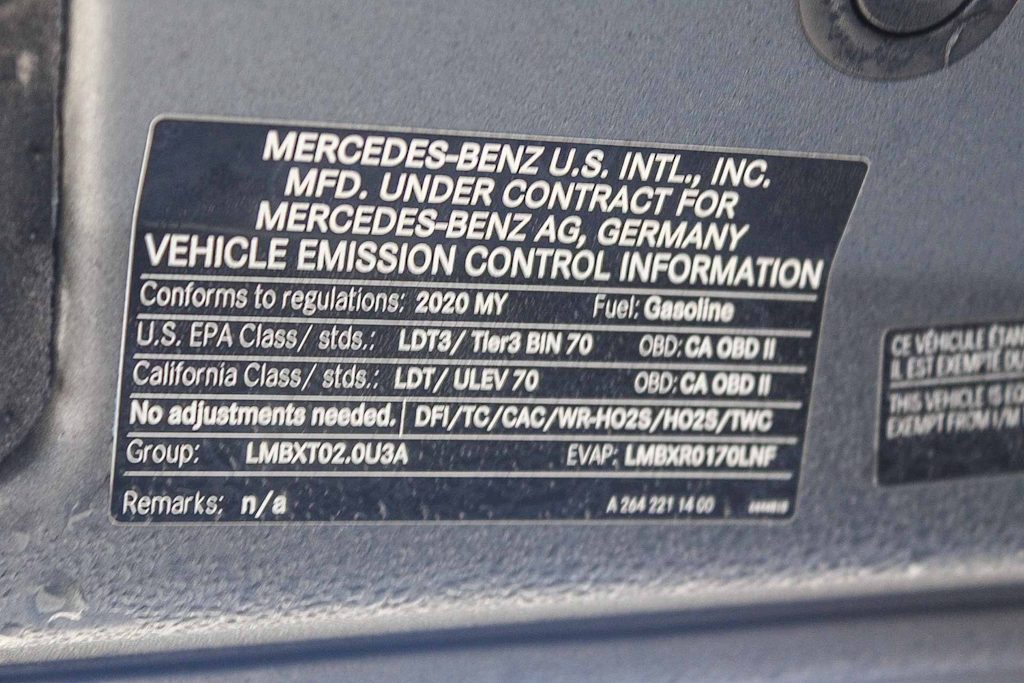 MERCEDES-BENZ U.S. INTL., INC.
MFD. UNDER CONTRACT FOR
MERCEDES-BENZ AG, GERMANY
VEHICLE EMISSION CONTROL INFORMATION
Conforms to regulations: 2020 MY Fuel: Gasoline
U.S. EPA Class/ stds.: LDT3/ Tier3 BIN 70 OBD: CA OBD II
California Class/ stds.: LDT/ ULEV 70 OBD: CA OBD II
No adjustments needed. DFI/TC/CAC/WR-HO2S/HO2S/TWC
Group: LMBXT02.0U3A EVAP: LMBXR0170LNF
Remarks: n/a A 264 221 14 00
CE VÉHICULE ÉTAN
IL EST EXEMPTÉ DU
THIS VEHICLE IS EQ
EXEMPT FROM I/M